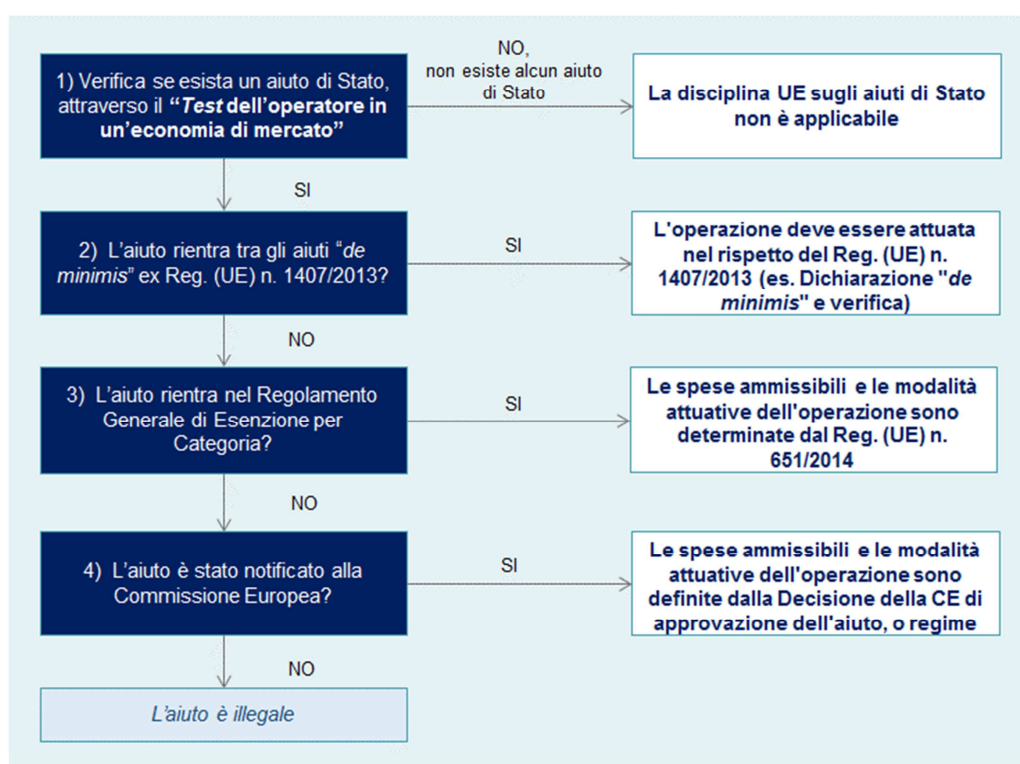 1) Verifica se esista un aiuto di Stato,
attraverso il “Test dell’operatore in
un’economia di mercato”
NO,
non esiste alcun aiuto
di Stato
La disciplina UE sugli aiuti di Stato
non è applicabile
SI
2) L’aiuto rientra tra gli aiuti “de
minimis” ex Reg. (UE) n. 1407/2013?
SI
L'operazione deve essere attuata
nel rispetto del Reg. (UE) n.
1407/2013 (es. Dichiarazione "de
minimis" e verifica)
NO
3) L’aiuto rientra nel Regolamento
Generale di Esenzione per
Categoria?
SI
Le spese ammissibili e le modalità
attuative dell'operazione sono
determinate dal Reg. (UE) n.
651/2014
NO
4) L’aiuto è stato notificato alla
Commissione Europea?
SI
Le spese ammissibili e le modalità
attuative dell'operazione sono
definite dalla Decisione della CE di
approvazione dell'aiuto, o regime
NO
L’aiuto è illegale